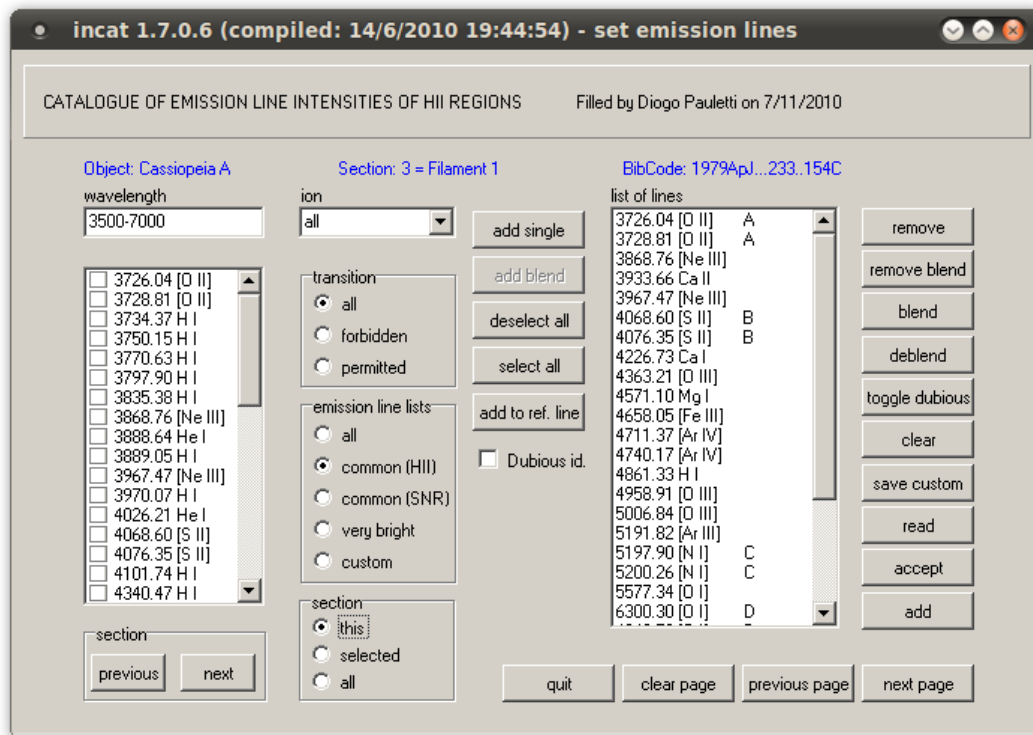 incat 1.7.0.6 (compiled: 14/6/2010 19:44:54) - set emission lines
CATALOGUE OF EMISSION LINE INTENSITIES OF HII REGIONS Filled by Diogo Pauletti on 7/11/2010
Object: Cassiopeia A Section: 3 = Filament 1 BibCode: 1979ApJ...233..154C
wavelength
3500-7000
3726.04 [O II]
3728.81 [O II]
3734.37 H I
3750.15 H I
3770.63 H I
3797.90 H I
3835.38 H I
3868.76 [Ne III]
3888.64 He I
3889.05 H I
3967.47 [Ne III]
3970.07 H I
4026.21 He I
4068.60 [S II]
4076.35 [S II]
4101.74 H I
4340.47 H I
section
previous next
ion
all
transition
all
forbidden
permitted
emission line lists
all
common (HII)
common (SNR)
very bright
custom
section
this
selected
all
add single
add blend
deselect all
select all
add to ref. line
Dubious id.
list of lines
3726.04 [O II] A
3728.81 [O II] A
3868.76 [Ne III]
3933.66 Ca II
3967.47 [Ne III]
4068.60 [S II] B
4076.35 [S II] B
4226.73 Ca I
4363.21 [O III]
4571.10 Mg I
4658.05 [Fe III]
4711.37 [Ar IV]
4740.17 [Ar IV]
4861.33 H I
4958.91 [O III]
5006.84 [O III]
5191.82 [Ar III]
5197.90 [N I] C
5200.26 [N I] C
5577.34 [O I]
6300.30 [O I] D
remove
remove blend
blend
deblend
toggle dubious
clear
save custom
read
accept
add
quit clear page previous page next page